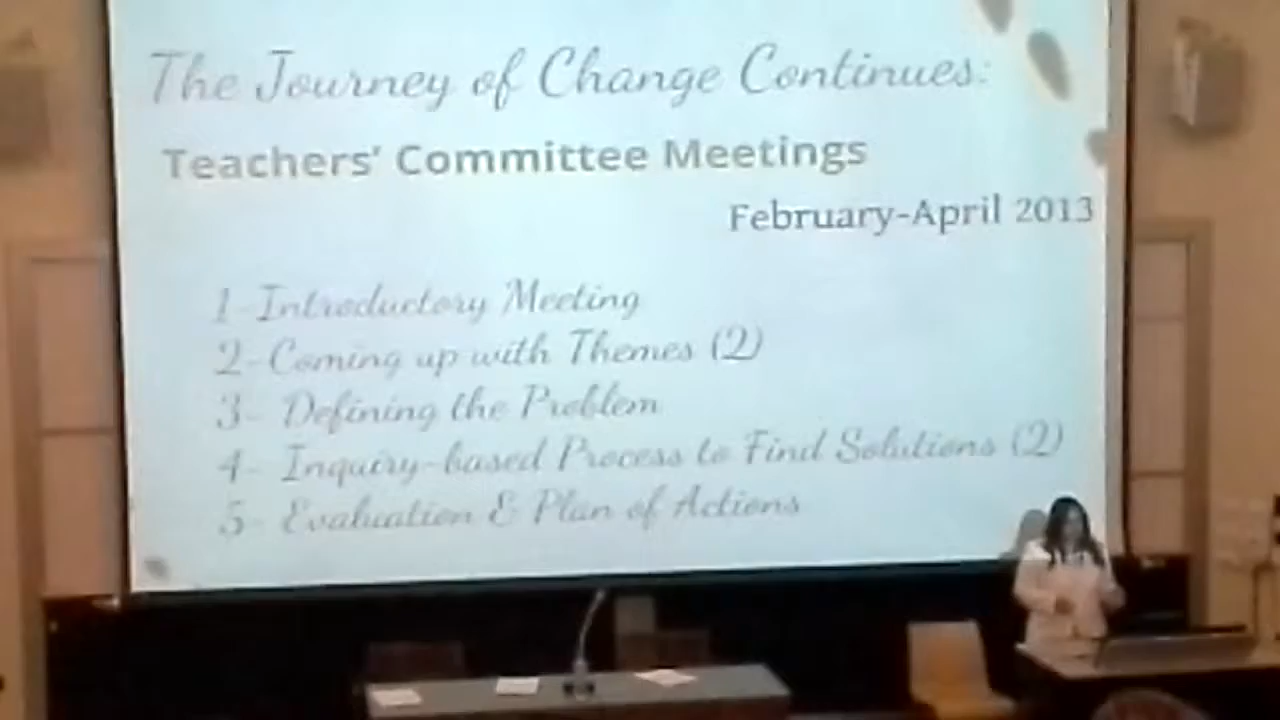 The Journey of Change Continues:
Teachers' Committee Meetings
February-April 2013
1-Introductory Meeting
2-Coming up with Themes (2)
3- Defining the Problem
4- Inquiry-based Process to Find Solutions (2)
5- Evaluation & Plan of Actions